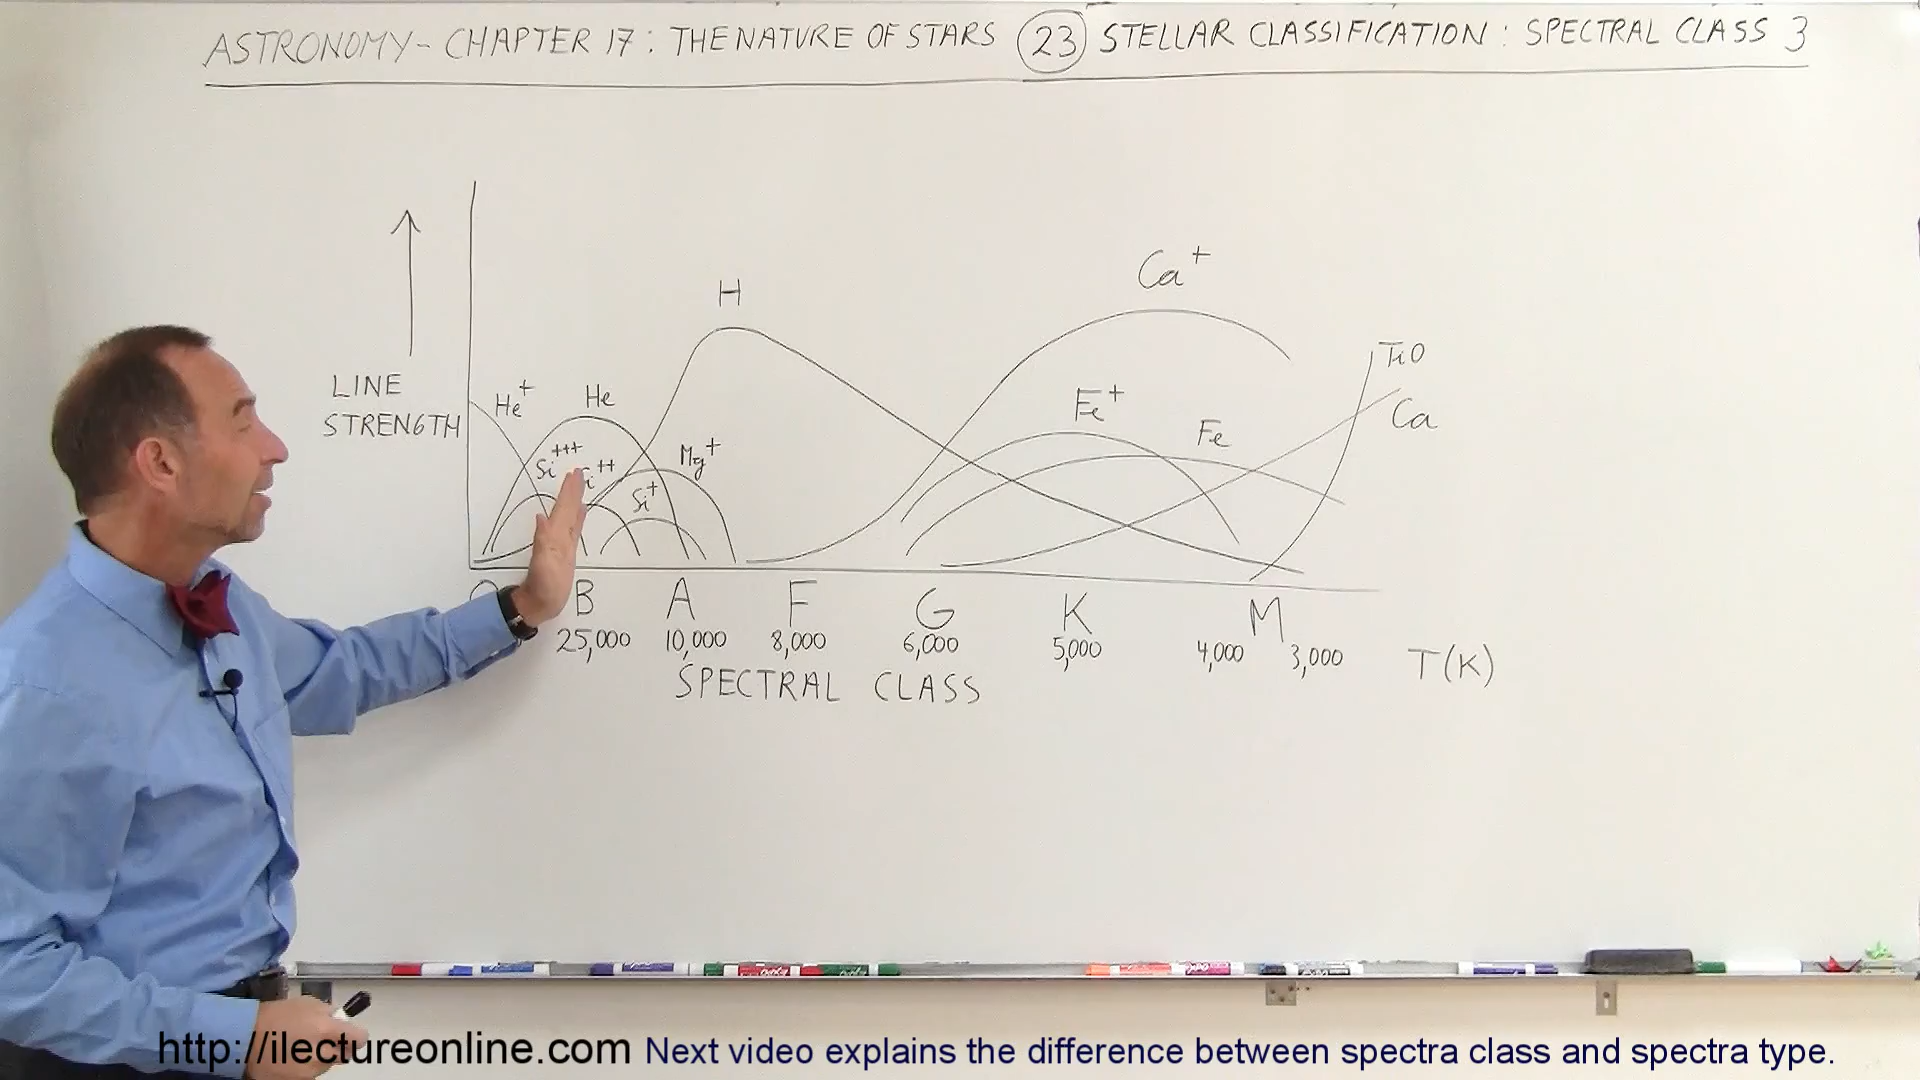 ASTRONOMY - CHAPTER 17 : THE NATURE OF STARS (23) STELLAR CLASSIFICATION : SPECTRAL CLASS 3
Ca+
H
TiO
LINE STRENGTH
He+
He
Fe+
Ca
Fe
Si+++
Mg+
Si+
B A F G K M
25,000 10,000 8,000 6,000 5,000 4,000 3,000 T(K)
SPECTRAL CLASS
http://ilectureonline.com Next video explains the difference between spectra class and spectra type.